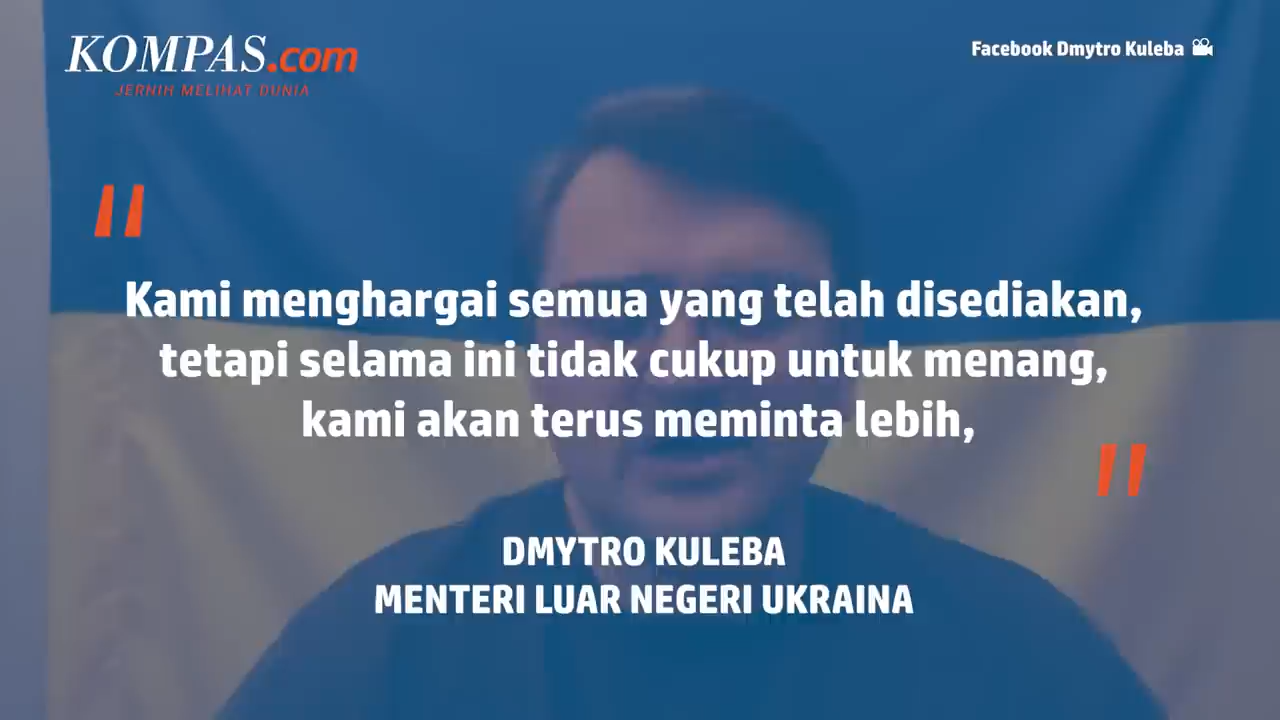 KOMPAS.com
JERNIH MELIHAT DUNIA
Facebook Dmytro Kuleba
"
Kami menghargai semua yang telah disediakan,
tetapi selama ini tidak cukup untuk menang,
kami akan terus meminta lebih,
"
DMYTRO KULEBA
MENTERI LUAR NEGERI UKRAINA